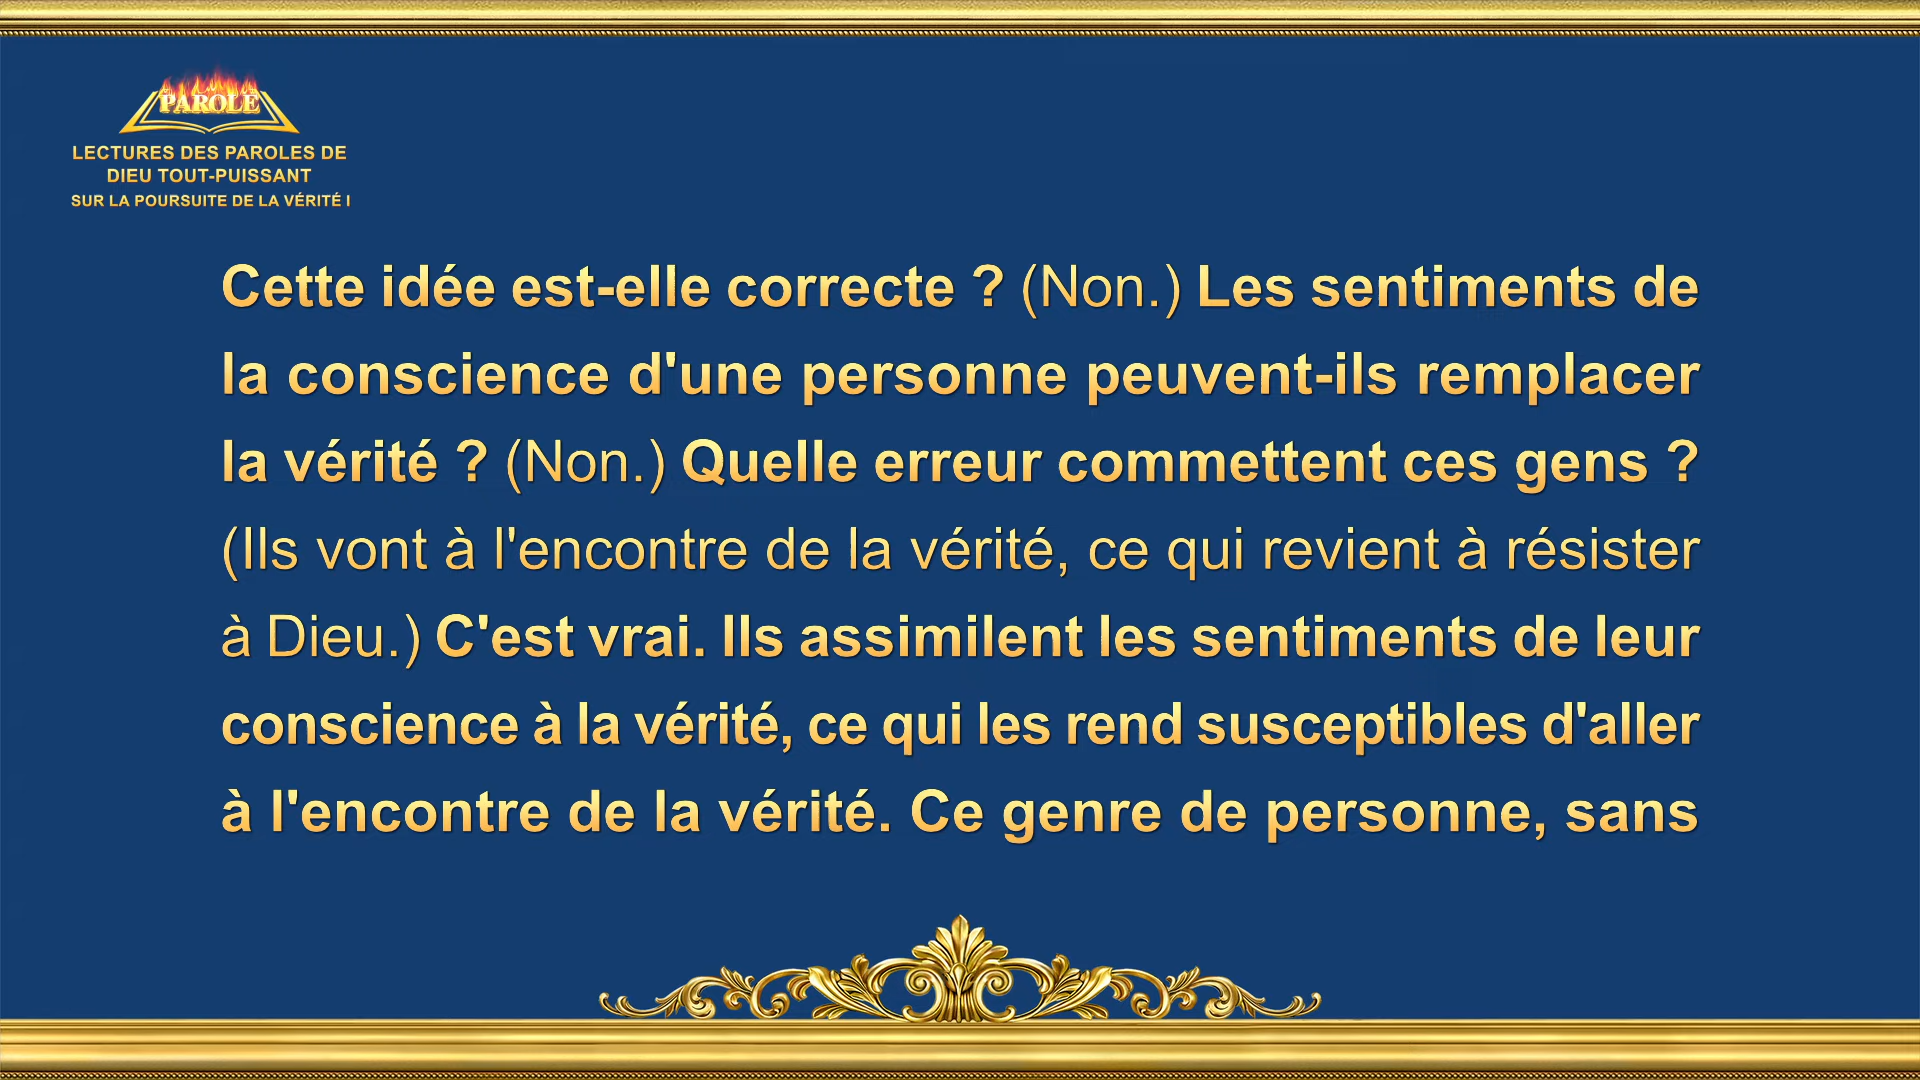 PAROLE
LECTURES DES PAROLES DE
DIEU TOUT-PUISSANT
SUR LA POURSUITE DE LA VÉRITÉ I
Cette idée est-elle correcte ? (Non.) Les sentiments de
la conscience d'une personne peuvent-ils remplacer
la vérité ? (Non.) Quelle erreur commettent ces gens ?
(Ils vont à l'encontre de la vérité, ce qui revient à résister
à Dieu.) C'est vrai. Ils assimilent les sentiments de leur
conscience à la vérité, ce qui les rend susceptibles d'aller
à l'encontre de la vérité. Ce genre de personne, sans